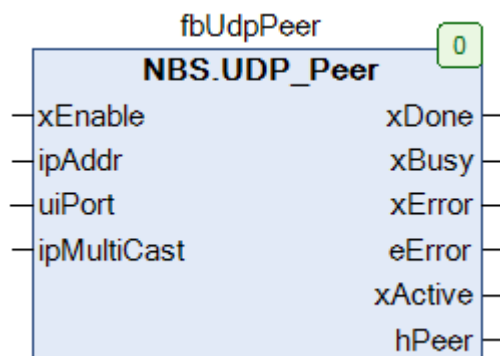 fbUdpPeer
0
NBS.UDP_Peer
xEnable xDone
ipAddr xBusy
uiPort xError
ipMultiCast eError
xActive
hPeer